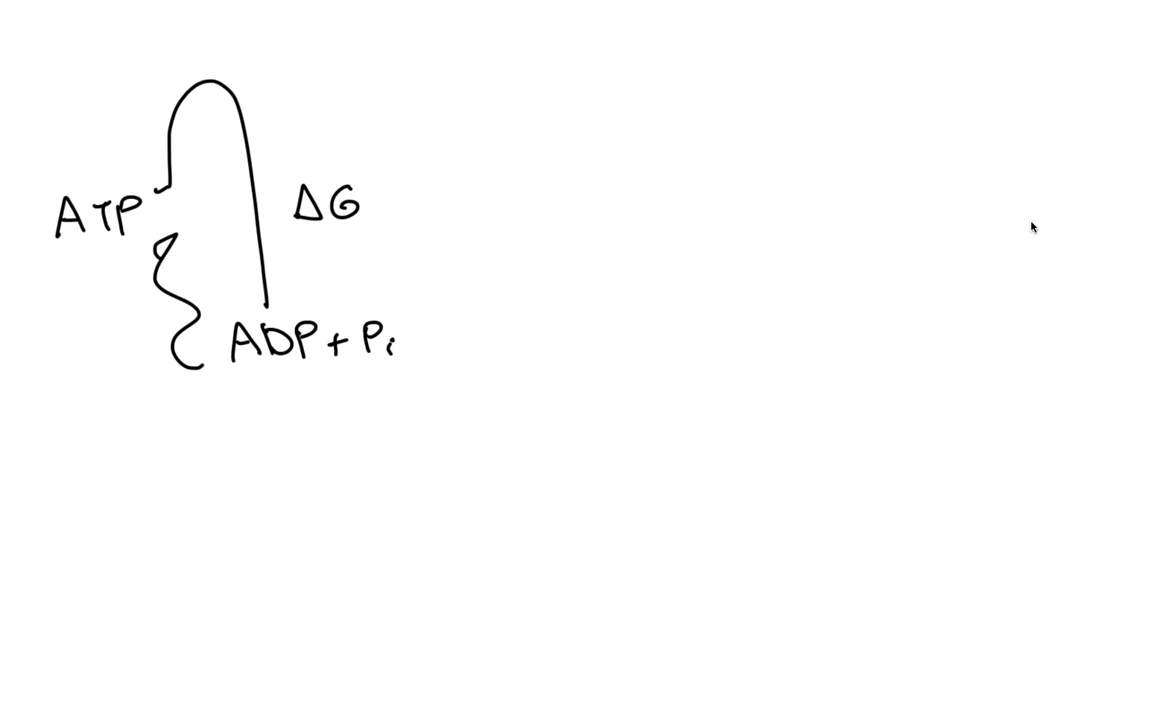 ATP
ΔG
ADP + Pi